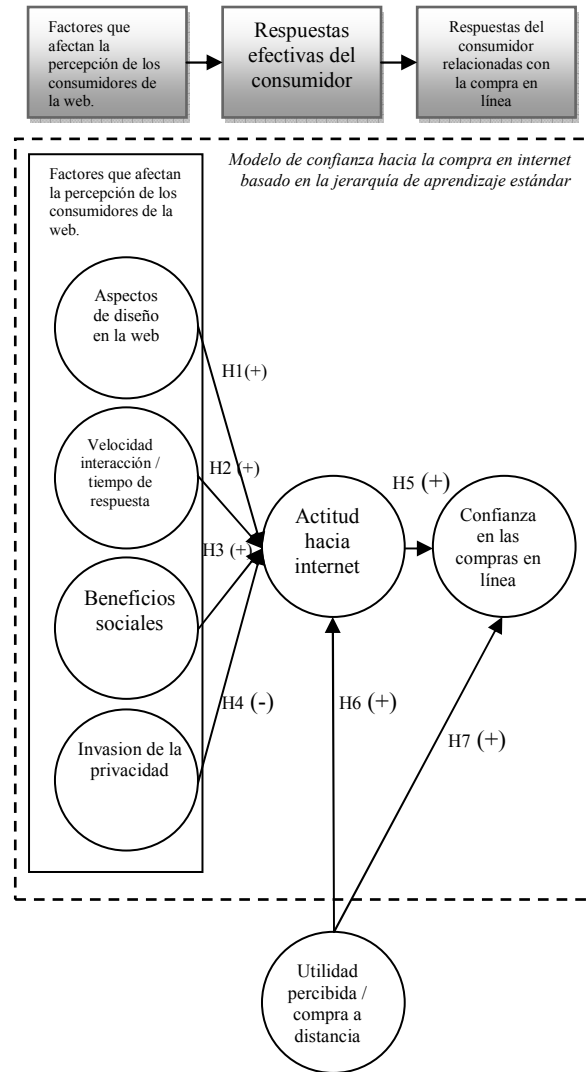 Factores que
afectan la
percepción de los
consumidores de
la web.
Respuestas
efectivas del
consumidor
Respuestas del
consumidor
relacionadas con
la compra en
línea
Modelo de confianza hacia la compra en internet
basado en la jerarquía de aprendizaje estándar
Factores que afectan
la percepción de los
consumidores de la
web.
Aspectos
de diseño
en la web
H1(+)
Velocidad
interacción /
tiempo de
respuesta
H2 (+)
H3 (+)
Beneficios
sociales
H4 (-)
Invasion de la
privacidad
Actitud
hacia
internet
H5 (+)
Confianza
en las
compras en
línea
H6 (+)
H7 (+)
Utilidad
percibida /
compra a
distancia